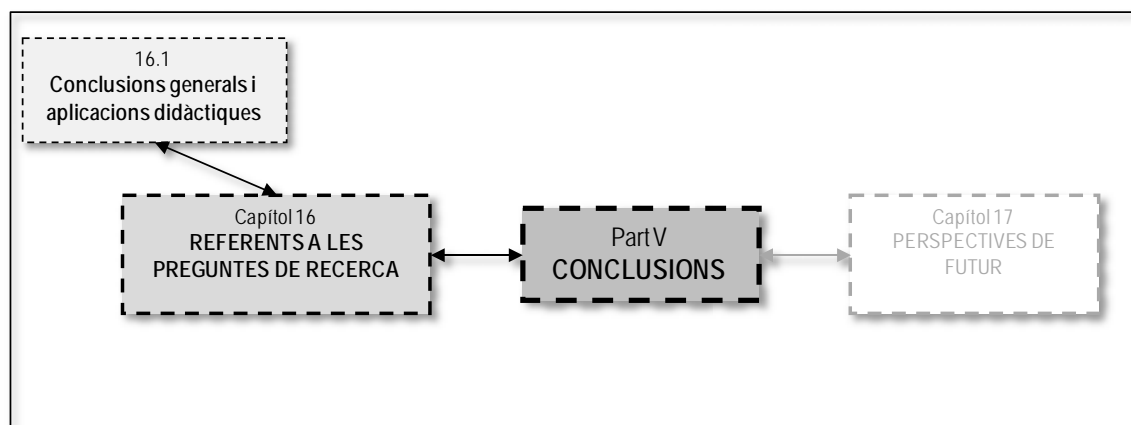 16.1
Conclusions generals i
aplicacions didàctiques
Capítol 16
REFERENTS A LES
PREGUNTES DE RECERCA
Part V
CONCLUSIONS
Capítol 17
PERSPECTIVES DE
FUTUR